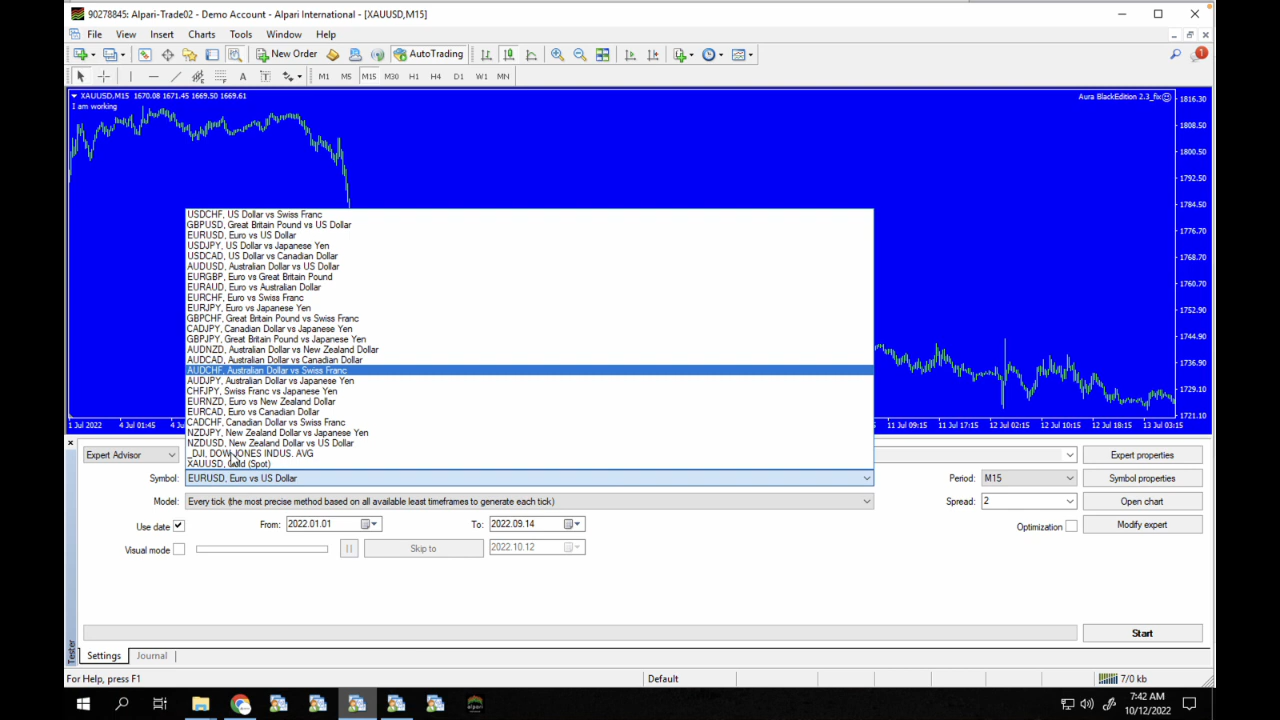 90278845: Alpari-Trade02 - Demo Account - Alpari International - [XAUUSD,M15]
File View Insert Charts Tools Window Help
New Order AutoTrading 1
A T M1 M5 M15 M30 H1 H4 D1 W1 MN
XAUUSD,M15 1670.08 1671.45 1669.50 1669.61
Aura BlackEdition 2.3_fix
I am working
1816.30
1808.50
1800.50
1792.50
1784.50
1776.70
1768.70
1760.70
1752.90
1744.90
1736.90
1729.10
1721.10
USDCHF, US Dollar vs Swiss Franc
GBPUSD, Great Britain Pound vs US Dollar
EURUSD, Euro vs US Dollar
USDJPY, US Dollar vs Japanese Yen
USDCAD, US Dollar vs Canadian Dollar
AUDUSD, Australian Dollar vs US Dollar
EURGBP, Euro vs Great Britain Pound
EURAUD, Euro vs Australian Dollar
EURCHF, Euro vs Swiss Franc
EURJPY, Euro vs Japanese Yen
GBPCHF, Great Britain Pound vs Swiss Franc
CADJPY, Canadian Dollar vs Japanese Yen
GBPJPY, Great Britain Pound vs Japanese Yen
AUDNZD, Australian Dollar vs New Zealand Dollar
AUDCAD, Australian Dollar vs Canadian Dollar
AUDCHF, Australian Dollar vs Swiss Franc
AUDJPY, Australian Dollar vs Japanese Yen
CHFJPY, Swiss Franc vs Japanese Yen
EURNZD, Euro vs New Zealand Dollar
EURCAD, Euro vs Canadian Dollar
CADCHF, Canadian Dollar vs Swiss Franc
NZDJPY, New Zealand Dollar vs Japanese Yen
NZDUSD, New Zealand Dollar vs US Dollar
_DJI, DOW JONES INDUS. AVG
XAUUSD, Gold (Spot)
1 Jul 2022 4 Jul 01:45 11 Jul 09:15 12 Jul 02:15 12 Jul 10:15 12 Jul 18:15 13 Jul 03:15
Expert Advisor Expert properties
Symbol: EURUSD, Euro vs US Dollar Period: M15 Symbol properties
Model: Every tick (the most precise method based on all available least timeframes to generate each tick) Spread: 2 Open chart
Use date From: 2022.01.01 To: 2022.09.14 Optimization Modify expert
Visual mode Skip to 2022.10.12
Start
Tester
Settings Journal
For Help, press F1 Default 7/0 kb
alpari
7:42 AM
10/12/2022